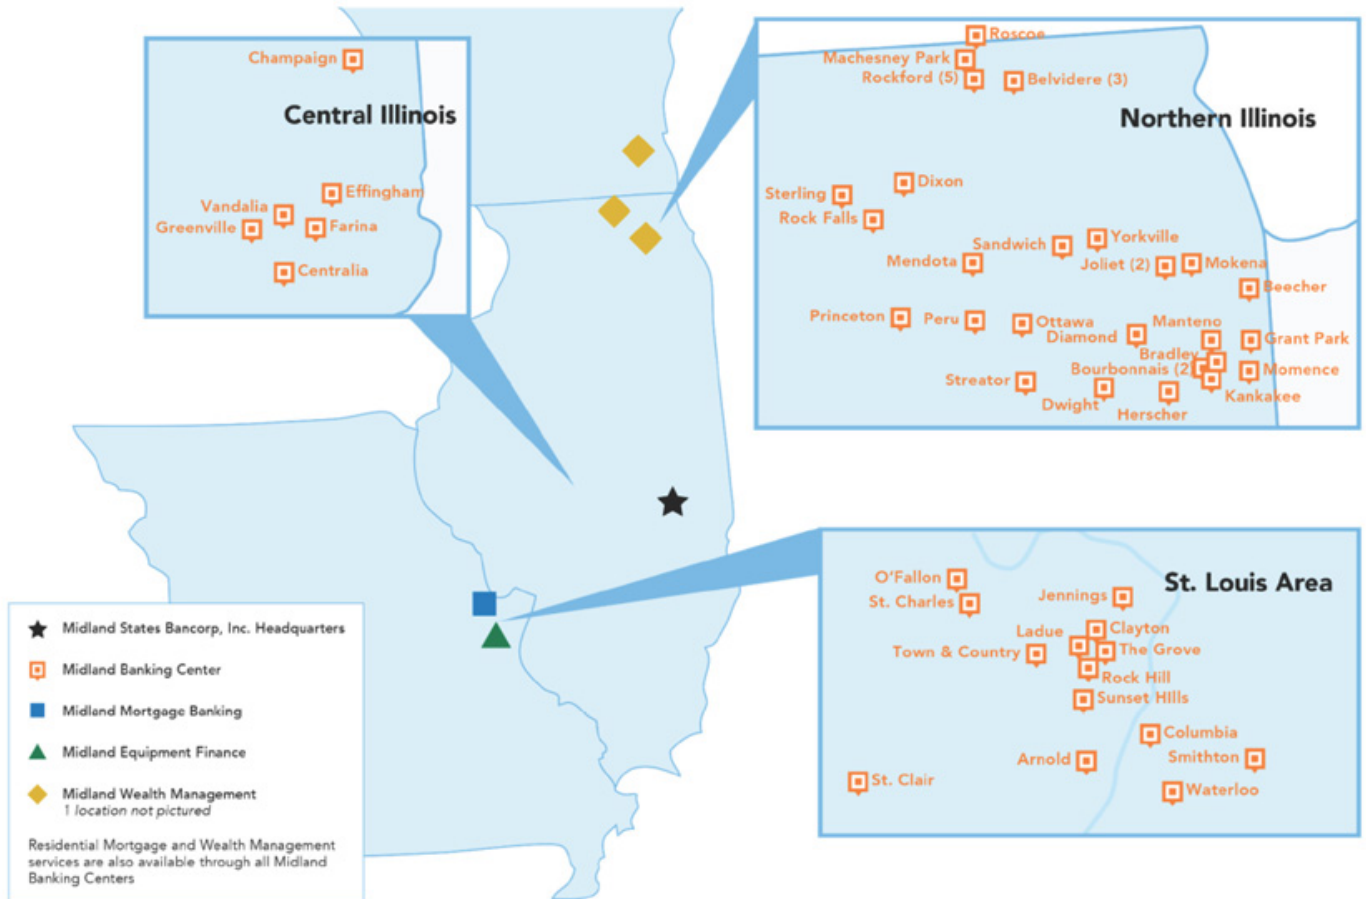 Champaign
Central Illinois
Effingham
Vandalia
Greenville
Farina
Centralia
Roscoe
Machesney Park
Rockford (5)
Belvidere (3)
Northern Illinois
Dixon
Sterling
Rock Falls
Yorkville
Sandwich
Mendota
Joliet (2)
Mokena
Beecher
Princeton
Peru
Ottawa
Manteno
Diamond
Grant Park
Bradley
Bourbonnais (2)
Momence
Streator
Dwight
Herscher
Kankakee
St. Louis Area
O'Fallon
St. Charles
Jennings
Ladue
Clayton
Town & Country
The Grove
Rock Hill
Sunset HIlls
Columbia
Arnold
Smithton
St. Clair
Waterloo
Midland States Bancorp, Inc. Headquarters
Midland Banking Center
Midland Mortgage Banking
Midland Equipment Finance
Midland Wealth Management
1 location not pictured
Residential Mortgage and Wealth Management
services are also available through all Midland
Banking Centers